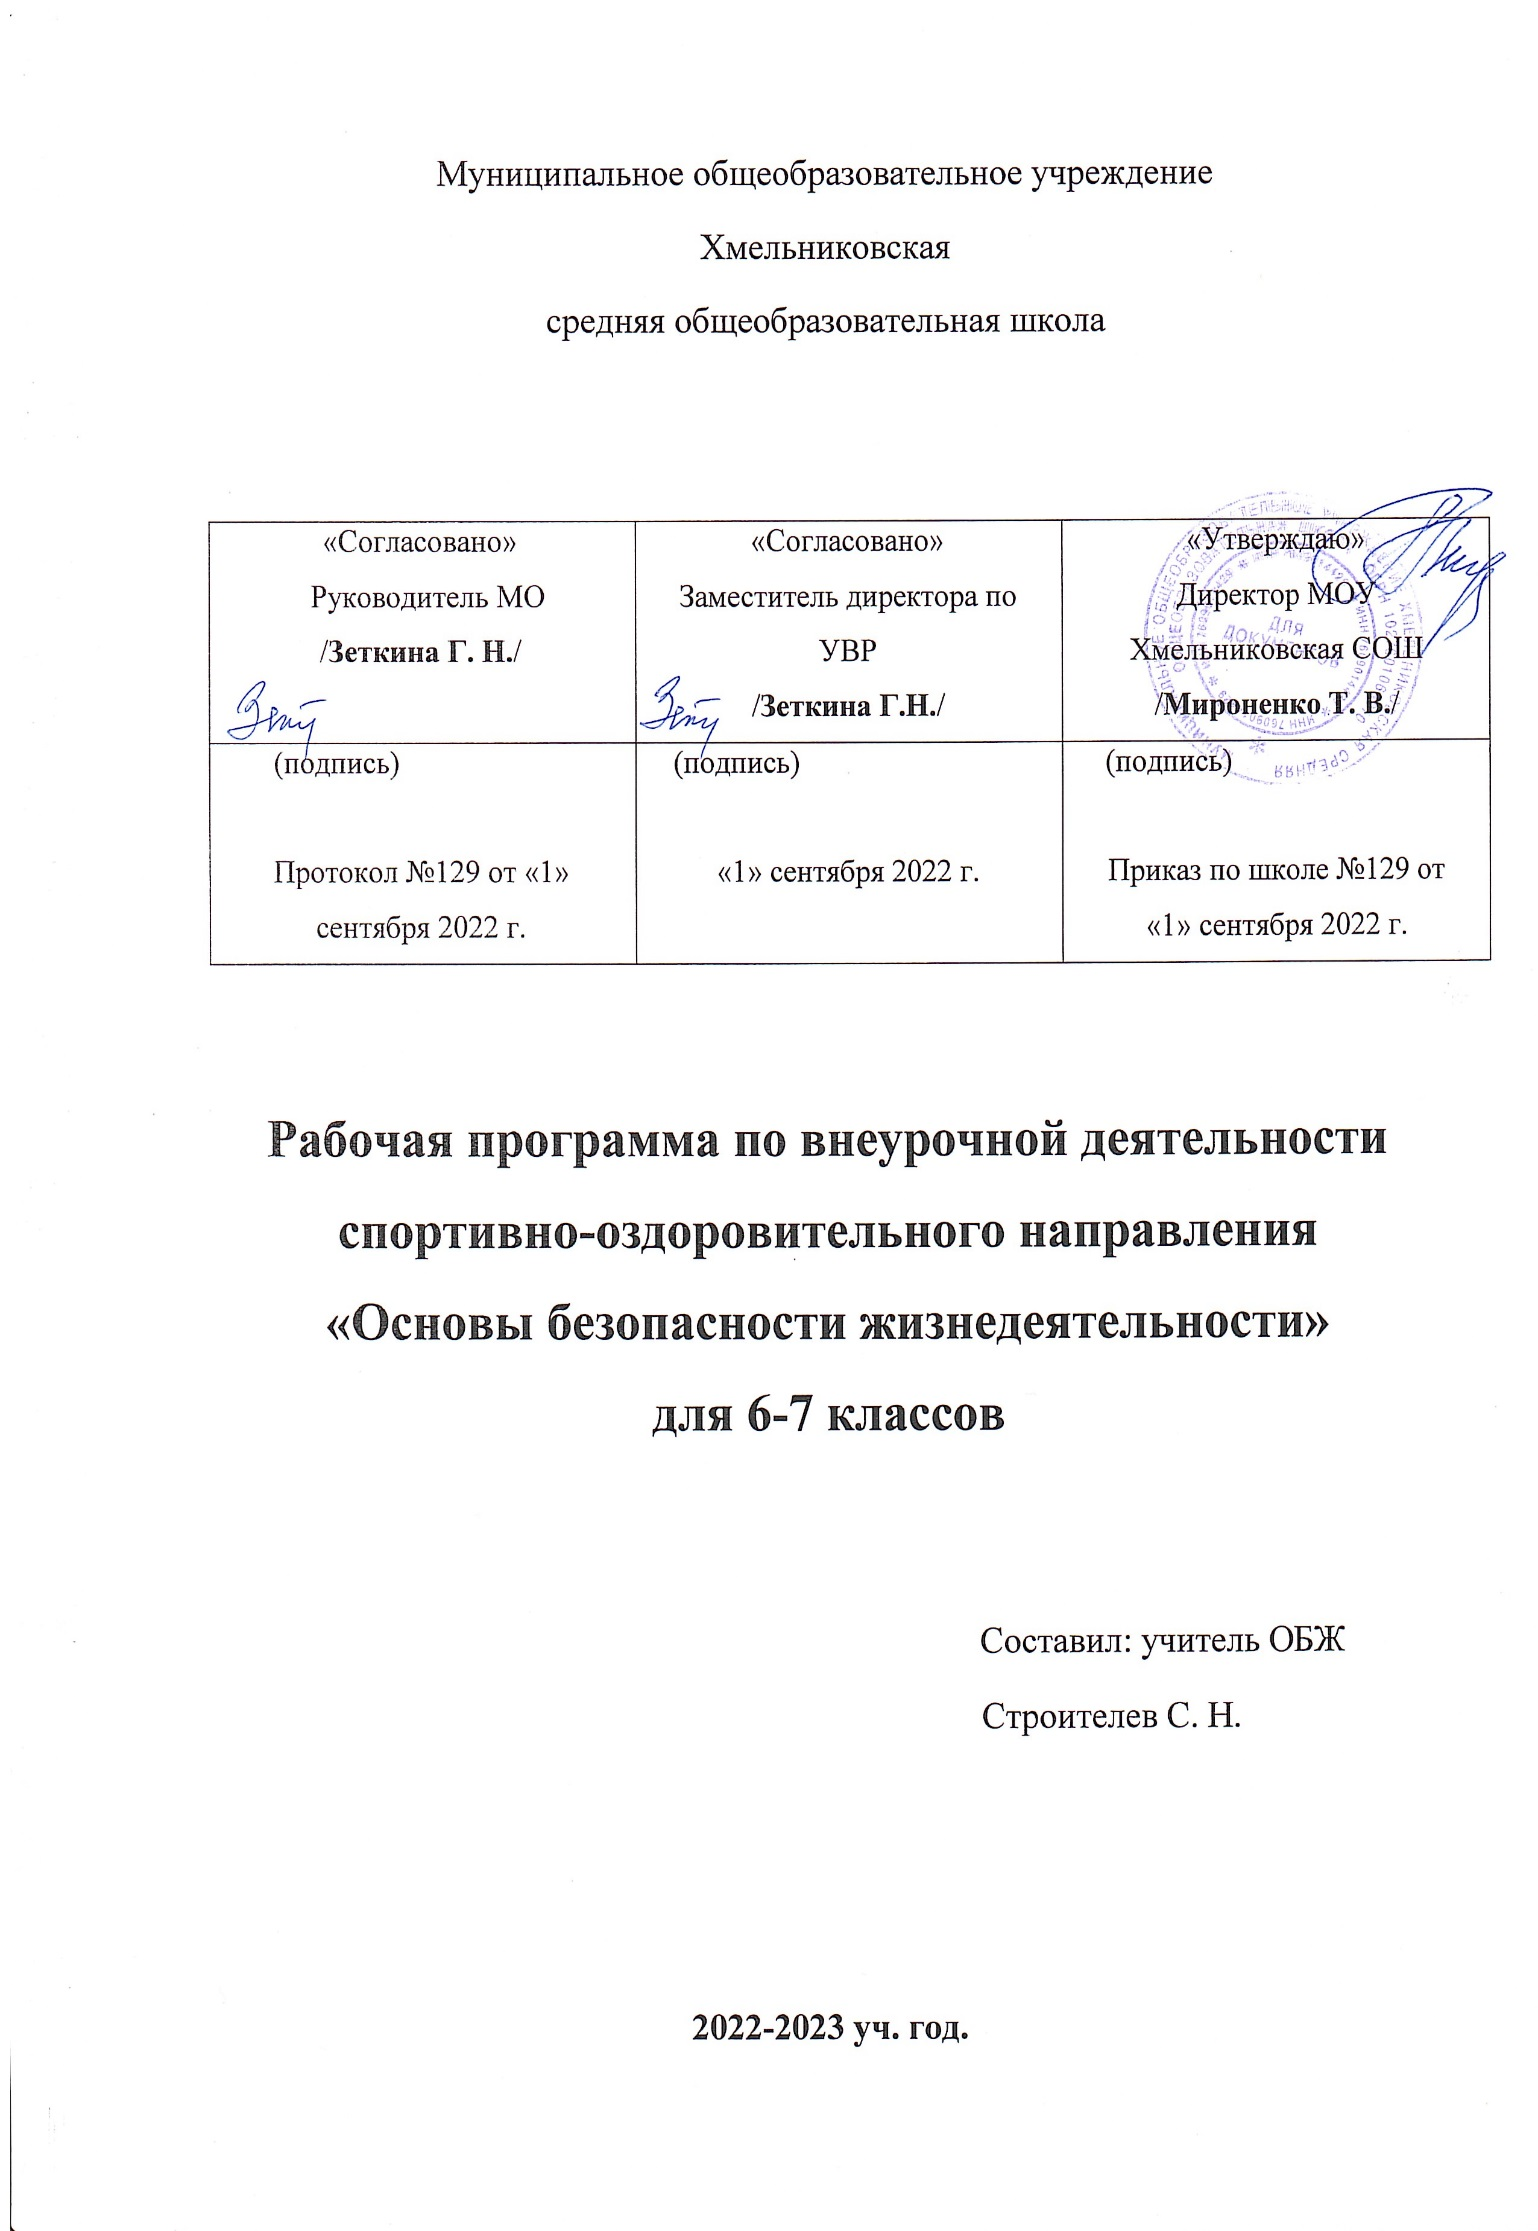 Муниципальное общеобразовательное учреждение
Хмельниковская
средняя общеобразовательная школа
«Согласовано»
Руководитель МО
/Зеткина Г. Н./
(подпись)
Протокол №129 от «1»
сентября 2022 г.
«Согласовано»
Заместитель директора по
УВР
/Зеткина Г.Н./
(подпись)
«1» сентября 2022 г.
«Утверждаю»
Директор МОУ
Хмельниковская СОШ
/Мироненко Т. В./
(подпись)
Приказ по школе №129 от
«1» сентября 2022 г.
для
Рабочая программа по внеурочной деятельности
спортивно-оздоровительного направления
«Основы безопасности жизнедеятельности»
для 6-7 классов
Составил: учитель ОБЖ
Строителев С. Н.
2022-2023 уч. год.